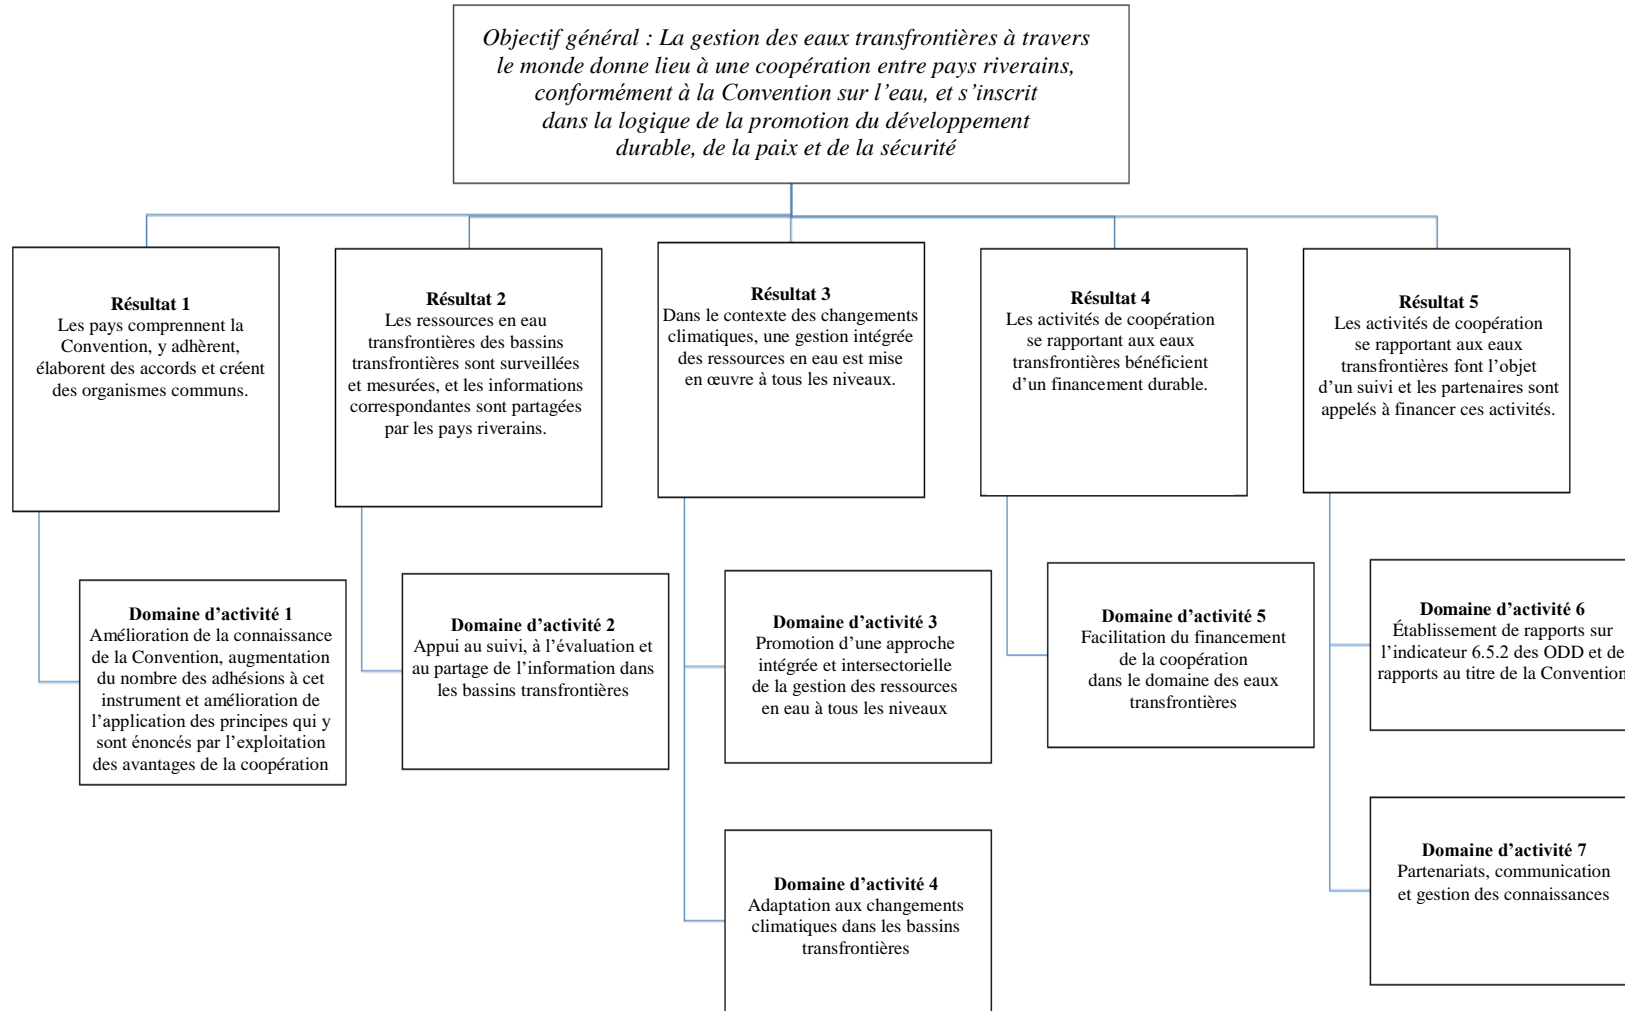 Objectif général : La gestion des eaux transfrontières à travers
le monde donne lieu à une coopération entre pays riverains,
conformément à la Convention sur l’eau, et s’inscrit
dans la logique de la promotion du développement
durable, de la paix et de la sécurité
Résultat 1
Les pays comprennent la
Convention, y adhèrent,
élaborent des accords et créent
des organismes communs.
Résultat 2
Les ressources en eau
transfrontières des bassins
transfrontières sont surveillées
et mesurées, et les informations
correspondantes sont partagées
par les pays riverains.
Résultat 3
Dans le contexte des changements
climatiques, une gestion intégrée
des ressources en eau est mise
en œuvre à tous les niveaux.
Résultat 4
Les activités de coopération
se rapportant aux eaux
transfrontières bénéficient
d’un financement durable.
Résultat 5
Les activités de coopération
se rapportant aux eaux
transfrontières font l’objet
d’un suivi et les partenaires sont
appelés à financer ces activités.
Domaine d’activité 1
Amélioration de la connaissance
de la Convention, augmentation
du nombre des adhésions à cet
instrument et amélioration de
l’application des principes qui y
sont énoncés par l’exploitation
des avantages de la coopération
Domaine d’activité 2
Appui au suivi, à l’évaluation et
au partage de l’information dans
les bassins transfrontières
Domaine d’activité 3
Promotion d’une approche
intégrée et intersectorielle
de la gestion des ressources
en eau à tous les niveaux
Domaine d’activité 5
Facilitation du financement
de la coopération
dans le domaine des eaux
transfrontières
Domaine d’activité 6
Établissement de rapports sur
l’indicateur 6.5.2 des ODD et de
rapports au titre de la Convention
Domaine d’activité 4
Adaptation aux changements
climatiques dans les bassins
transfrontières
Domaine d’activité 7
Partenariats, communication
et gestion des connaissances